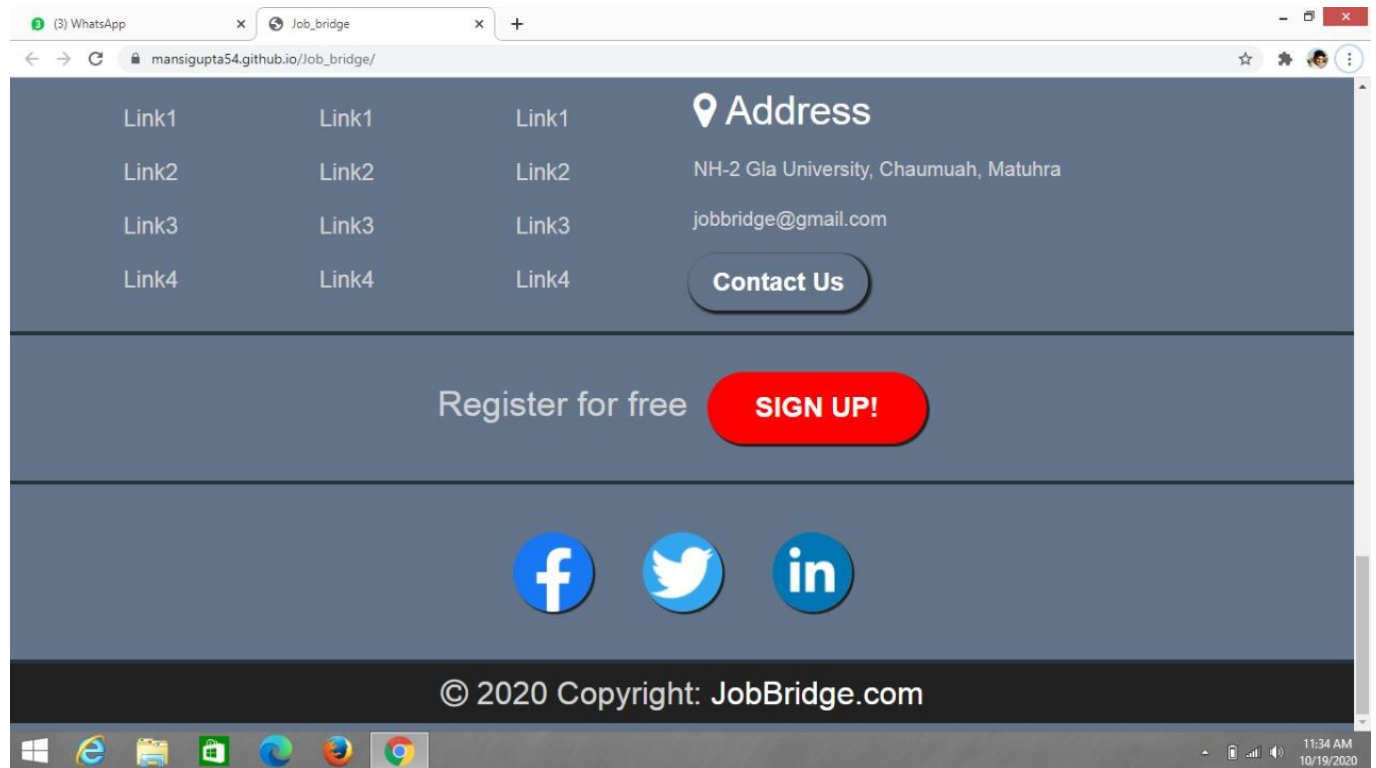 (3) WhatsApp
Job_bridge
mansigupta54.github.io/Job_bridge/
Link1 Link1 Link1 Address
Link2 Link2 Link2 NH-2 Gla University, Chaumuah, Matuhra
Link3 Link3 Link3 jobbridge@gmail.com
Link4 Link4 Link4 Contact Us
Register for free SIGN UP!
f in
© 2020 Copyright: JobBridge.com
11:34 AM
10/19/2020